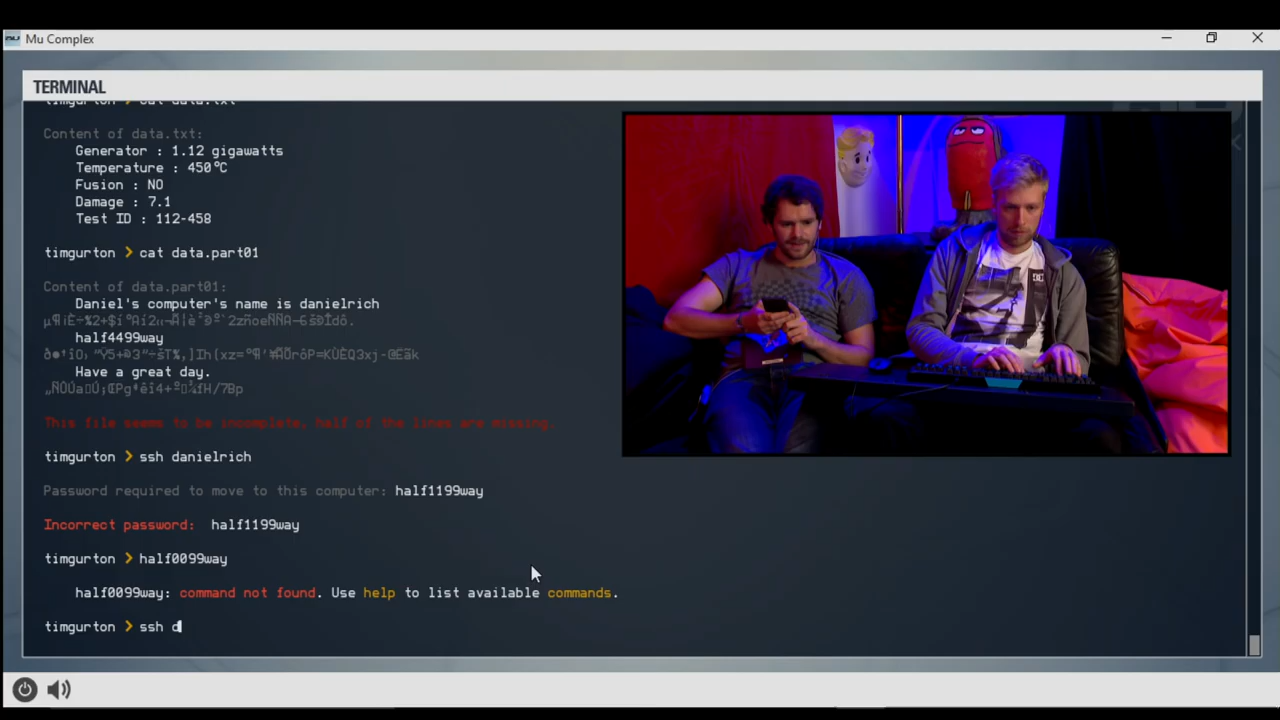 Mu Complex
TERMINAL
timgurton > cat data.txt
Content of data.txt:
Generator : 1.12 gigawatts
Temperature : 450°C
Fusion : NO
Damage : 7.1
Test ID : 112-458
timgurton > cat data.part01
Content of data.part01:
Daniel's computer's name is danielrich
half4499way
Have a great day.
This file seems to be incomplete, half of the lines are missing.
timgurton > ssh danielrich
Password required to move to this computer: half1199way
Incorrect password: half1199way
timgurton > half0099way
half0099way: command not found. Use help to list available commands.
timgurton > ssh d